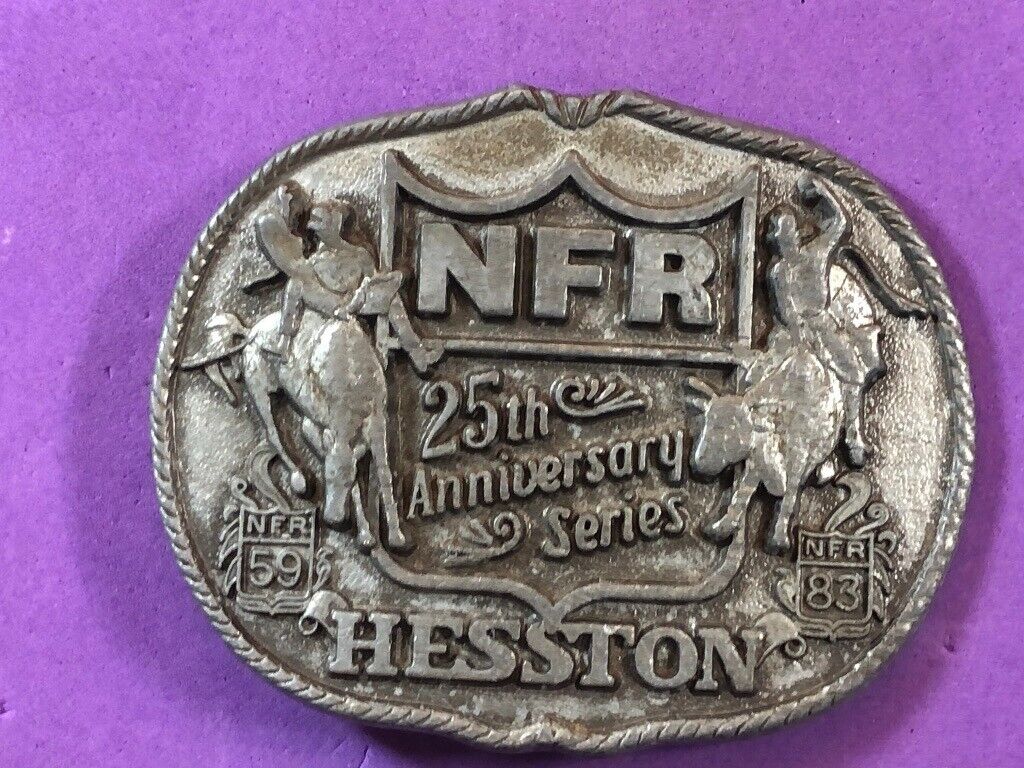 NFR
25th
Anniversary
Series
NFR
59
NFR
83
HESSTON